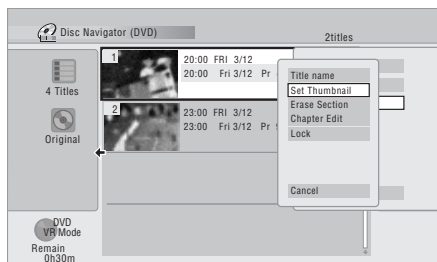 Disc Navigator (DVD)
2titles
4 Titles
Original
1
20:00 FRI 3/12
20:00 Fri 3/12 Pr
2
23:00 FRI 3/12
23:00 Fri 3/12 Pr
Title name
Set Thumbnail
Erase Section
Chapter Edit
Lock
Cancel
DVD
VR Mode
Remain
0h30m